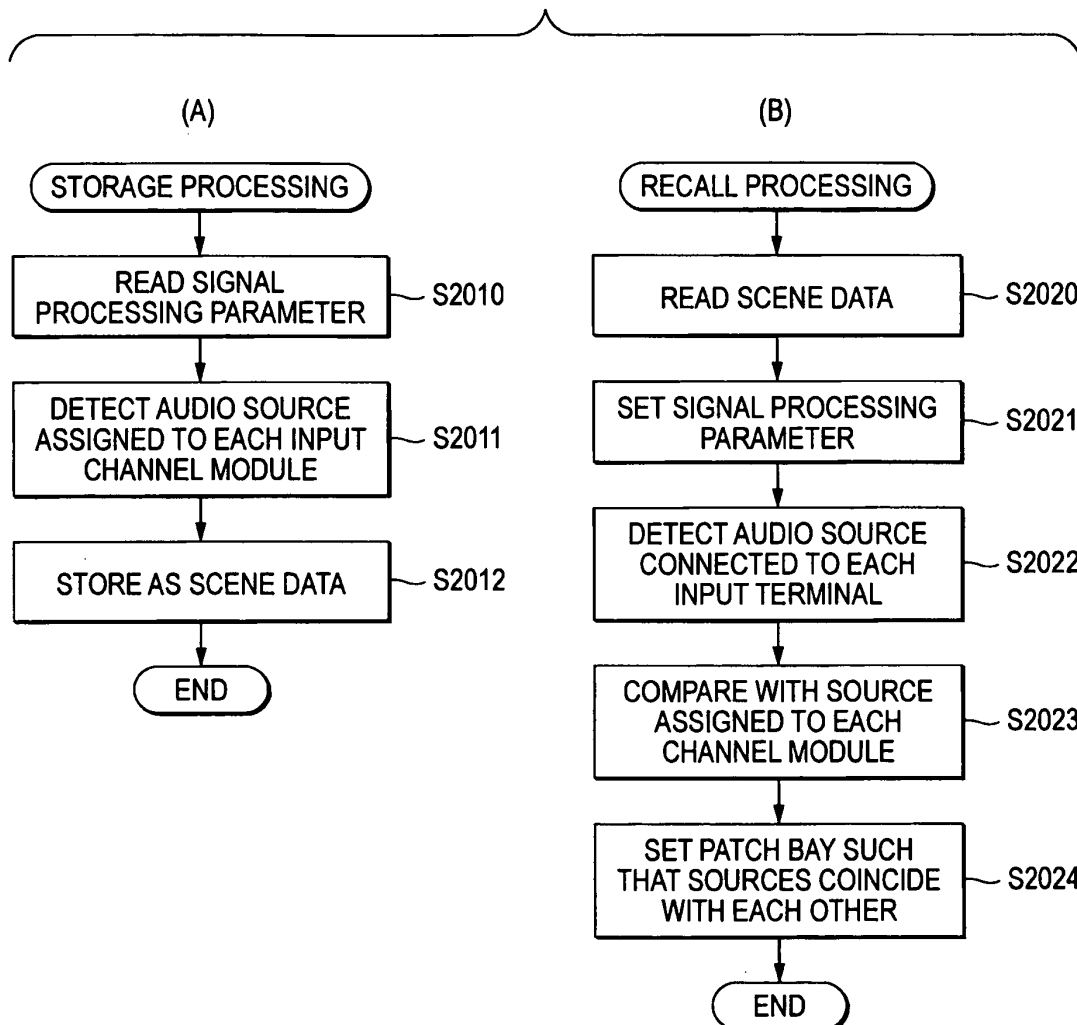 (A)
STORAGE PROCESSING
READ SIGNAL
PROCESSING PARAMETER
S2010
DETECT AUDIO SOURCE
ASSIGNED TO EACH INPUT
CHANNEL MODULE
S2011
STORE AS SCENE DATA
S2012
END
(B)
RECALL PROCESSING
READ SCENE DATA
S2020
SET SIGNAL PROCESSING
PARAMETER
S2021
DETECT AUDIO SOURCE
CONNECTED TO EACH
INPUT TERMINAL
S2022
COMPARE WITH SOURCE
ASSIGNED TO EACH
CHANNEL MODULE
S2023
SET PATCH BAY SUCH
THAT SOURCES COINCIDE
WITH EACH OTHER
S2024
END